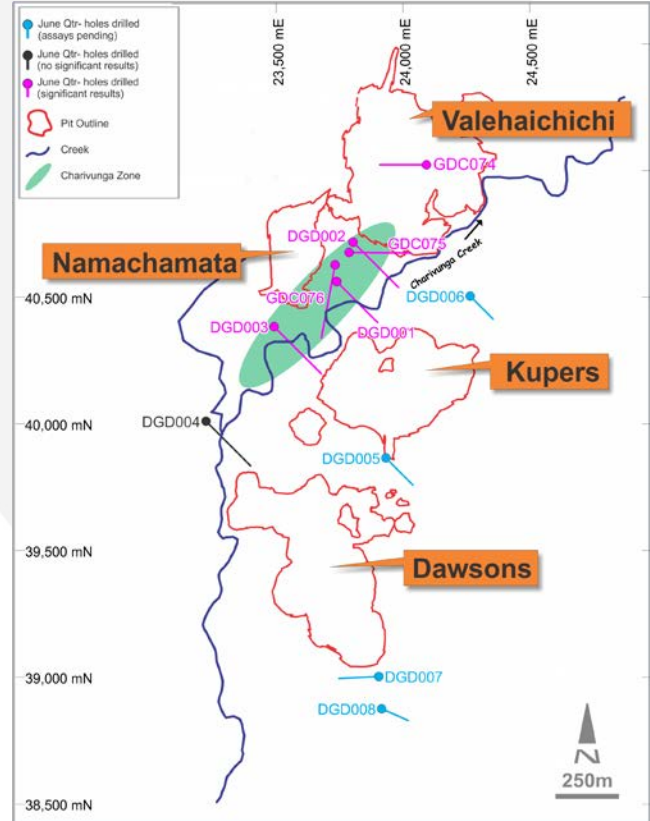 June Qtr- holes drilled
(assays pending)
June Qtr- holes drilled
(no significant results)
June Qtr- holes drilled
(significant results)
Pit Outline
Creek
Charivunga Zone
23,500 mE
24,000 mE
24,500 mE
Valehaichichi
GDC074
DGD002
GDC075
Namachamata
Charivunga Creek
40,500 mN
GDC076
DGD006
DGD003
DGD001
Kupers
40,000 mN
DGD004
DGD005
39,500 mN
Dawsons
39,000 mN
DGD007
DGD008
N
250m
38,500 mN